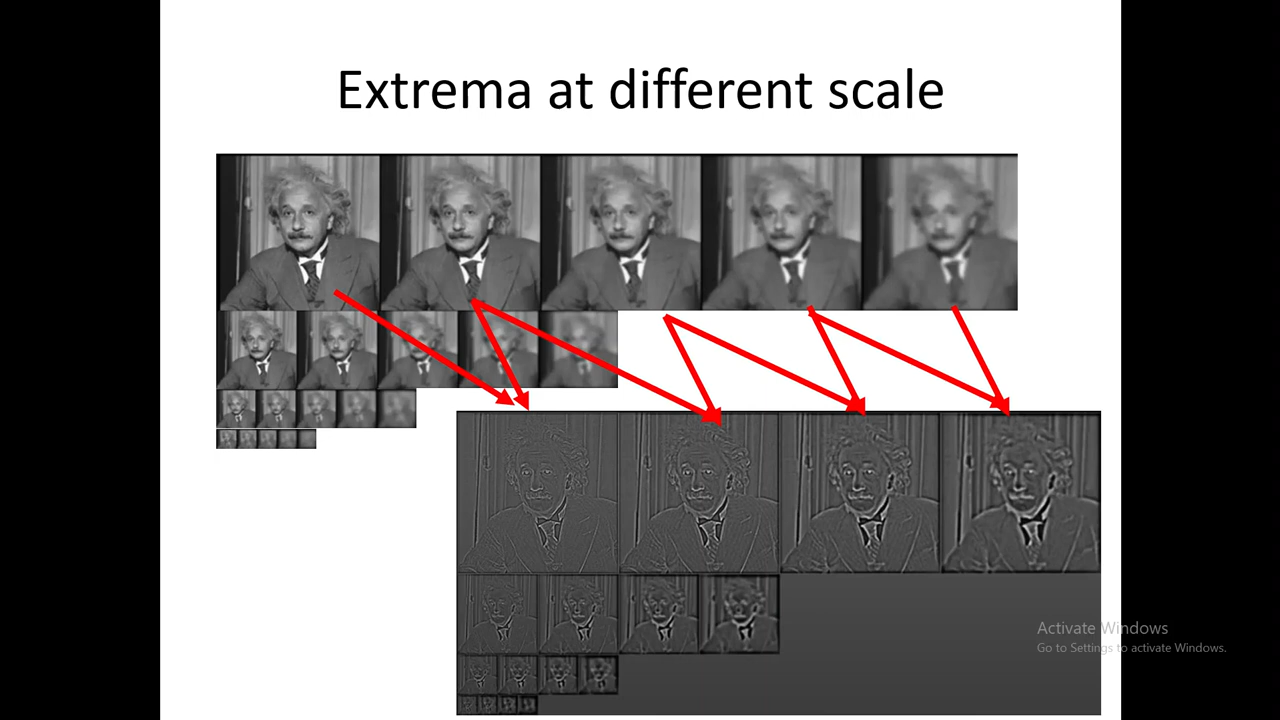 Extrema at different scale
Activate Windows
Go to Settings to activate Windows.